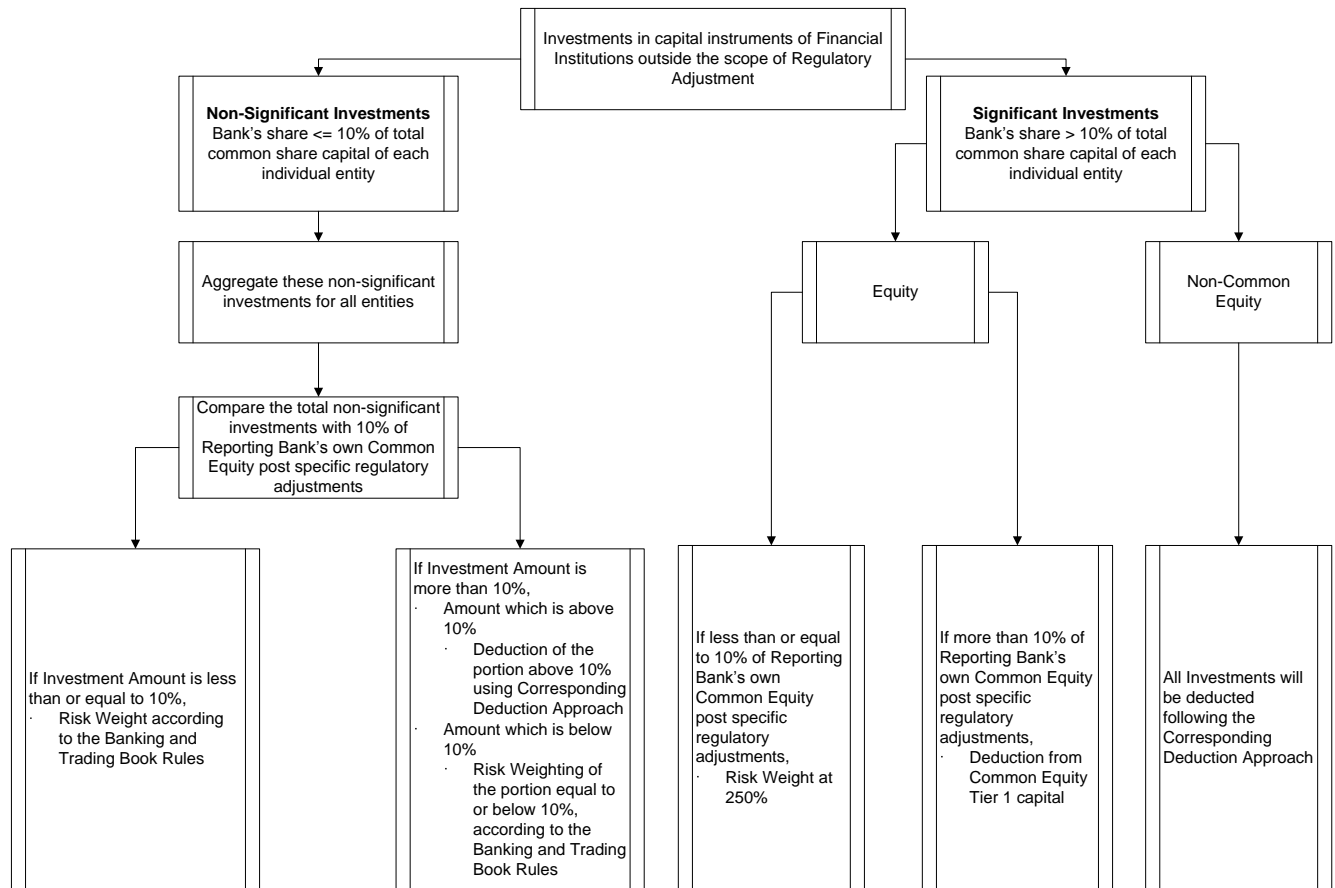 Investments in capital instruments of Financial
Institutions outside the scope of Regulatory
Adjustment
Non-Significant Investments
Bank's share <= 10% of total
common share capital of each
individual entity
Significant Investments
Bank's share > 10% of total
common share capital of each
individual entity
Aggregate these non-significant
investments for all entities
Equity
Non-Common
Equity
Compare the total non-significant
investments with 10% of
Reporting Bank's own Common
Equity post specific regulatory
adjustments
If Investment Amount is less
than or equal to 10%,
· Risk Weight according
to the Banking and
Trading Book Rules
If Investment Amount is
more than 10%,
· Amount which is above
10%
· Deduction of the
portion above 10%
using Corresponding
Deduction Approach
· Amount which is below
10%
· Risk Weighting of
the portion equal to
or below 10%,
according to the
Banking and Trading
Book Rules
If less than or equal
to 10% of Reporting
Bank's own
Common Equity
post specific
regulatory
adjustments,
· Risk Weight at
250%
If more than 10% of
Reporting Bank's
own Common Equity
post specific
regulatory
adjustments,
· Deduction from
Common Equity
Tier 1 capital
All Investments will
be deducted
following the
Corresponding
Deduction Approach